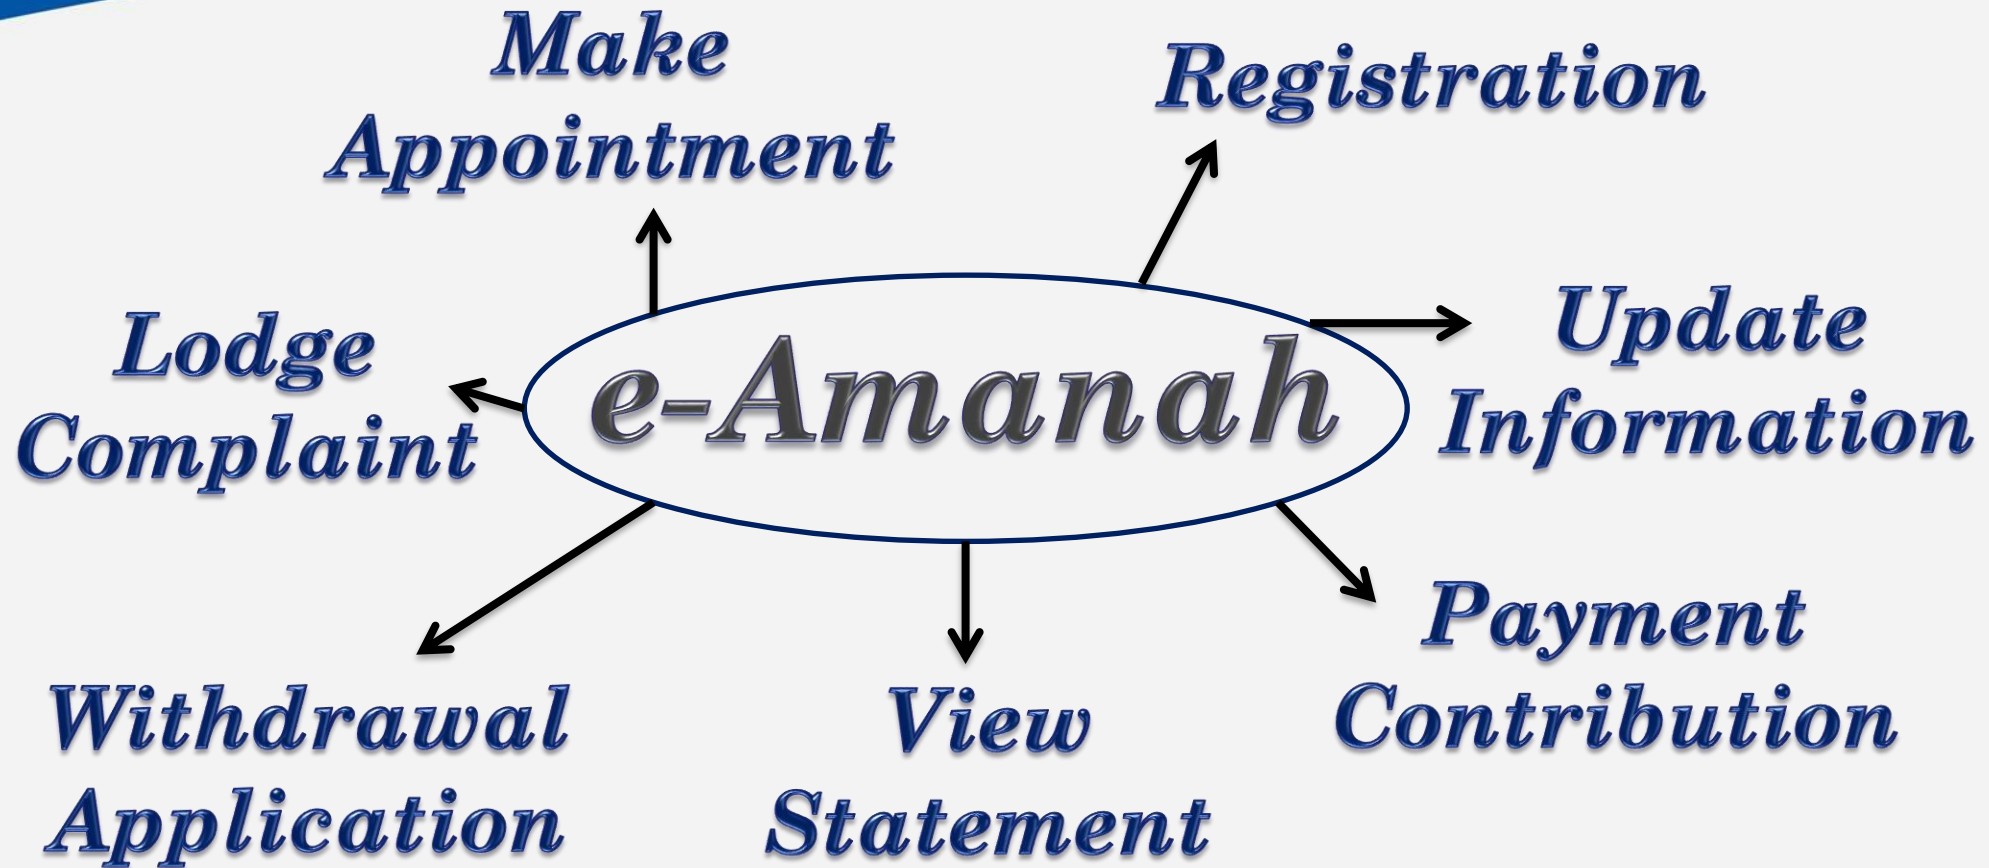 Make
Appointment
Registration
Lodge
Complaint
e-Amanah
Update
Information
Payment
Contribution
Withdrawal
Application
View
Statement